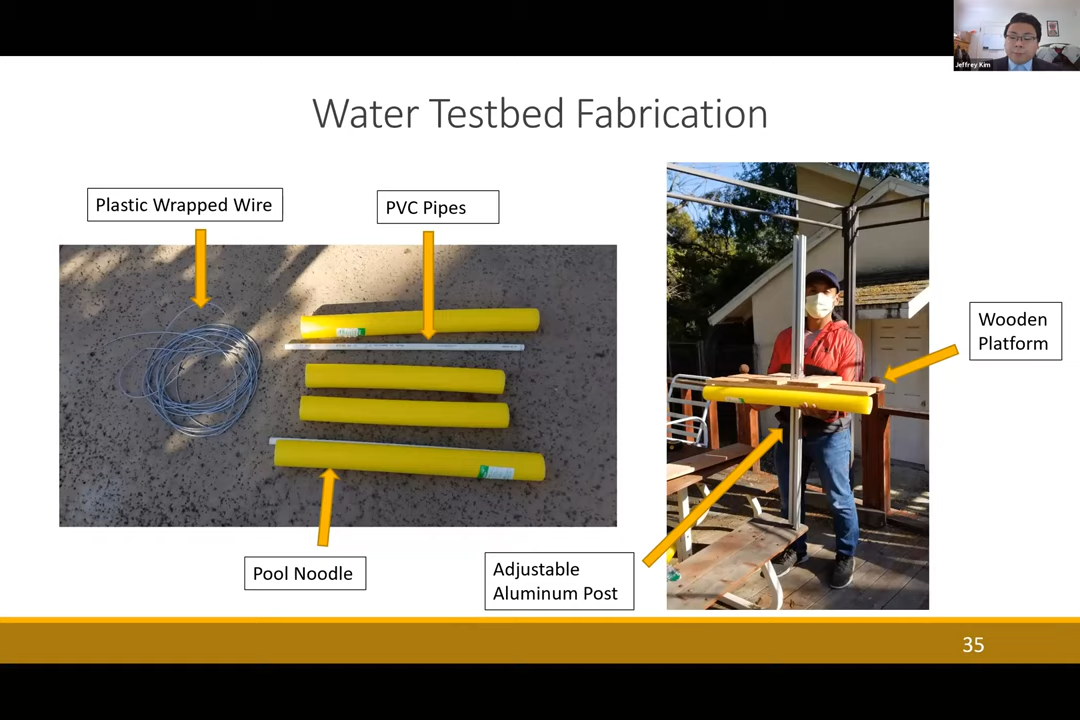 Jeffrey Kim
Water Testbed Fabrication
Plastic Wrapped Wire
PVC Pipes
Wooden
Platform
Pool Noodle
Adjustable
Aluminum Post
35